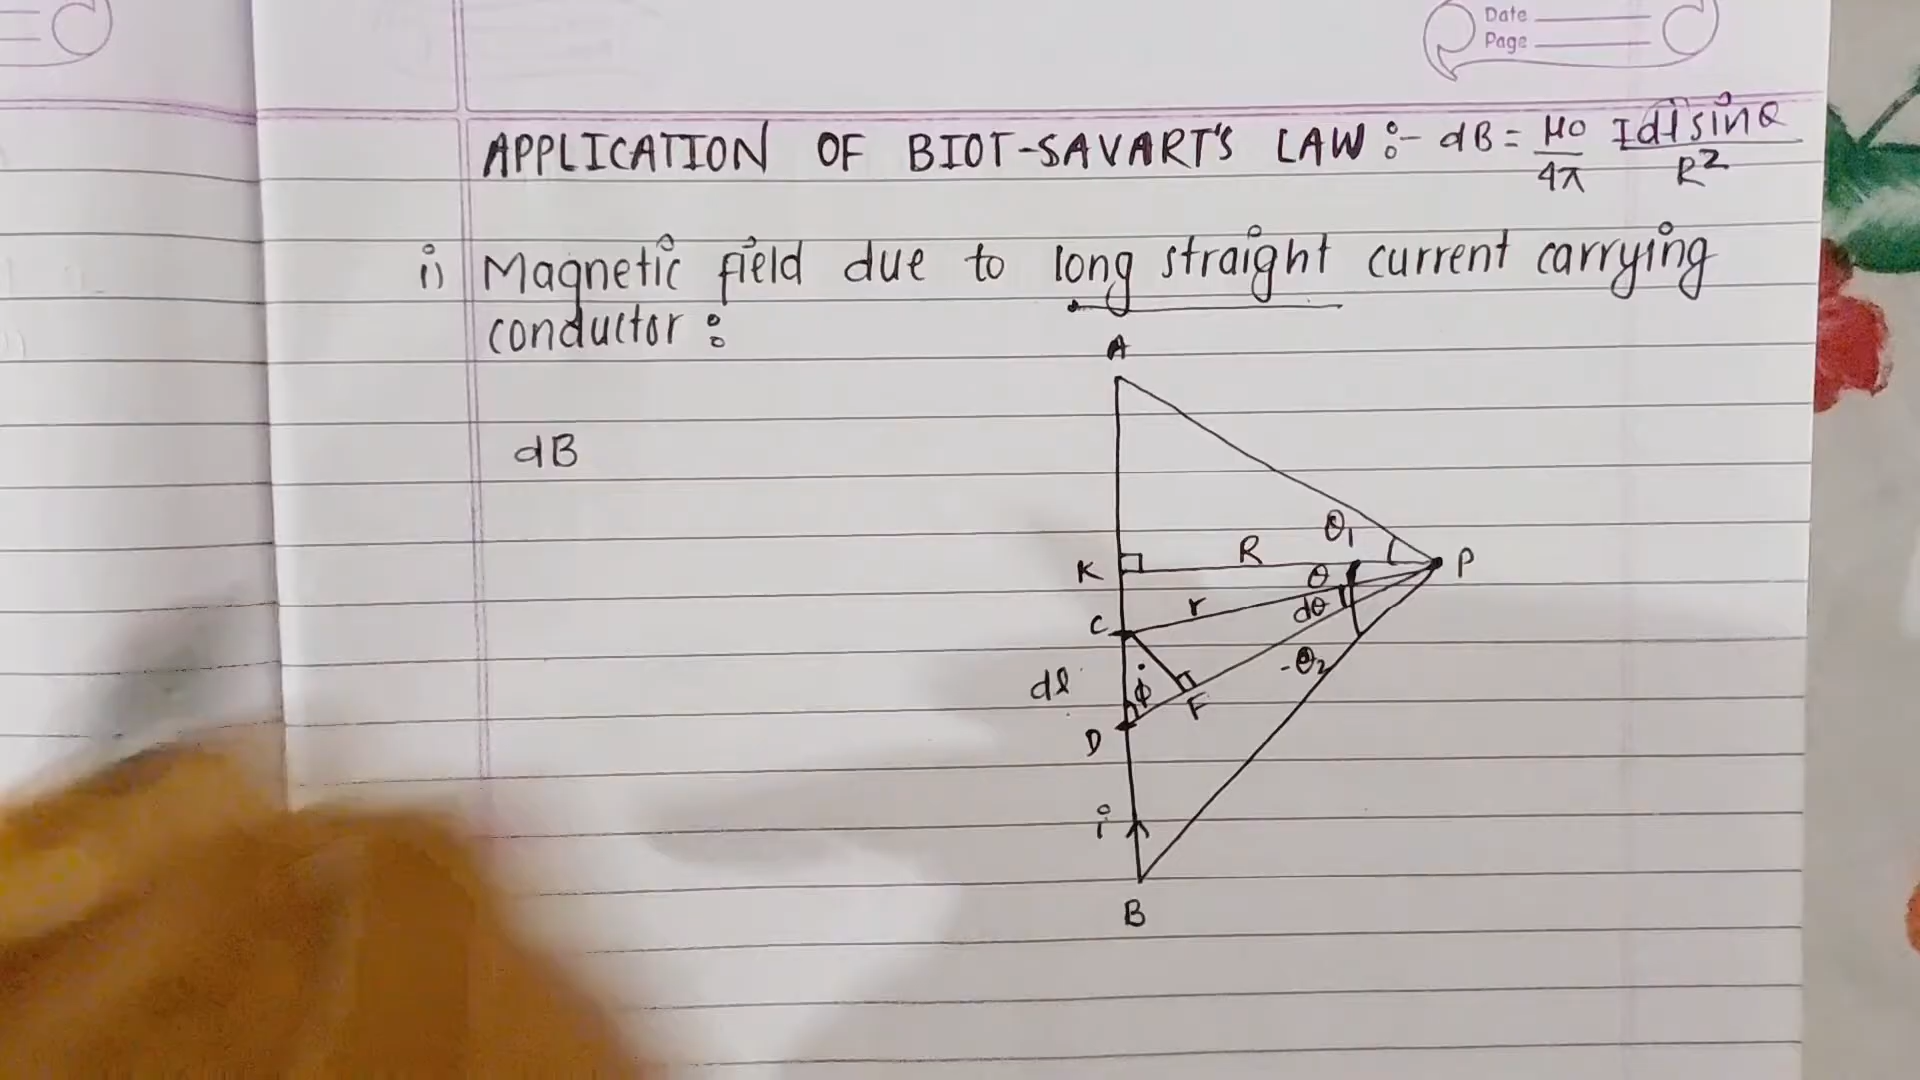 Date
Page
APPLICATION OF BIOT-SAVART'S LAW :- dB = μ0/4π Idl sinθ/R²
i) Magnetic field due to long straight current carrying
conductor :
A
dB
θ₁
K R P
θ
r dθ
C
-θ₂
dl φ
F
D
i
B